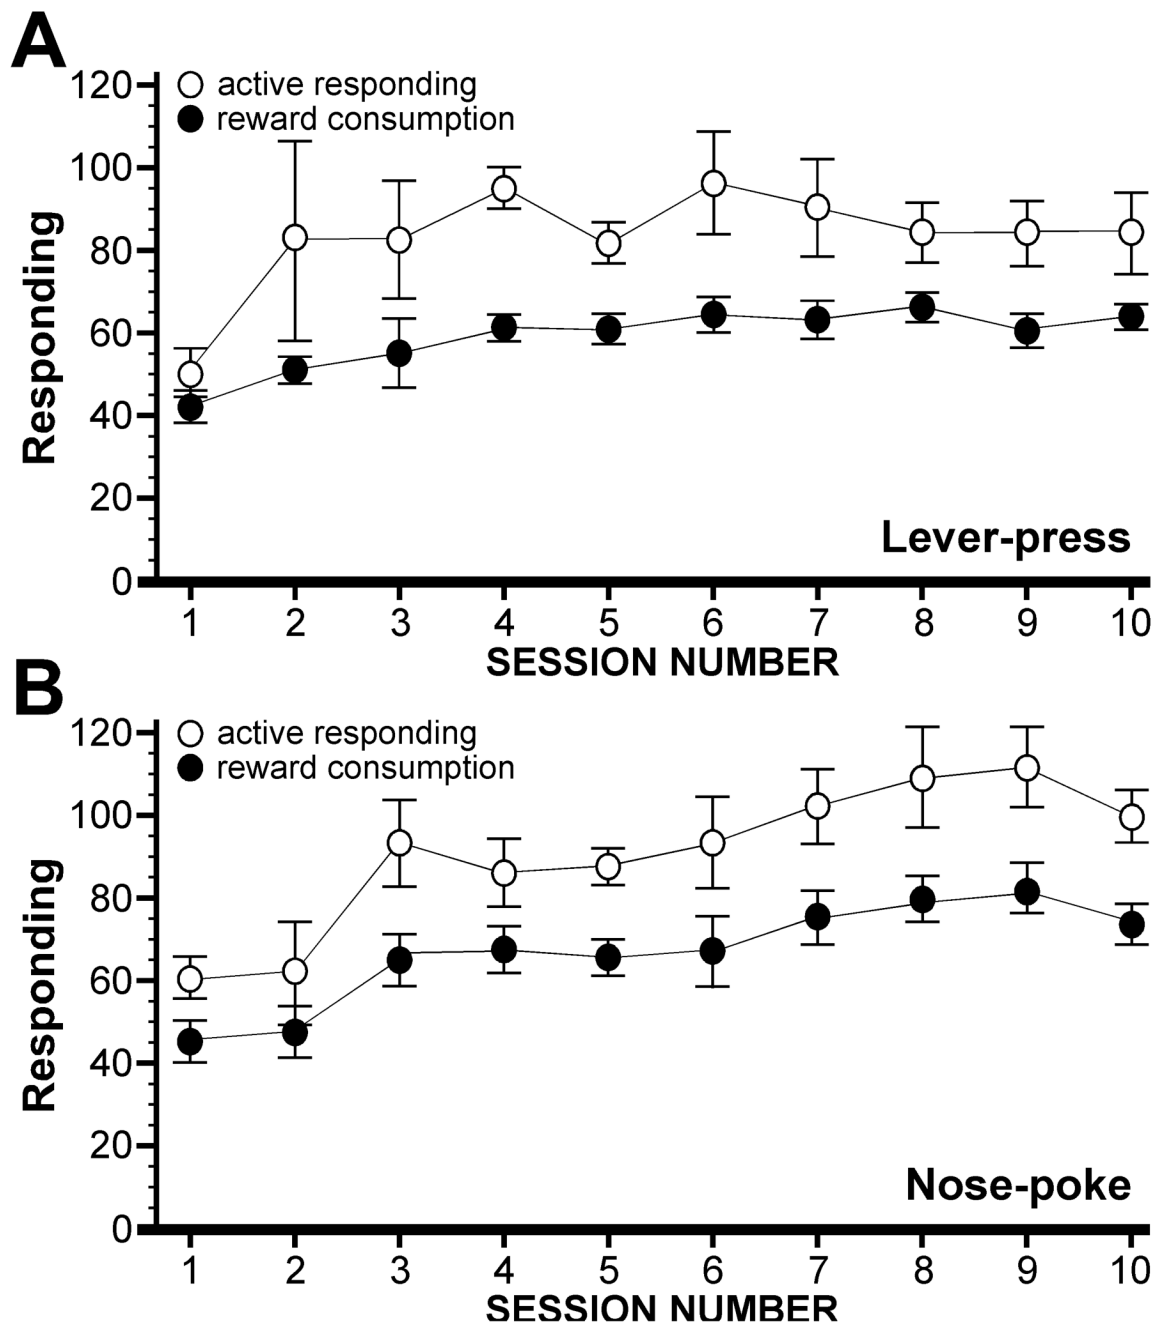 A
120
active responding
reward consumption
100
80
60
40
20
0
Responding
Lever-press
1 2 3 4 5 6 7 8 9 10
SESSION NUMBER
B
120
active responding
reward consumption
100
80
60
40
20
0
Responding
Nose-poke
1 2 3 4 5 6 7 8 9 10
SESSION NUMBER